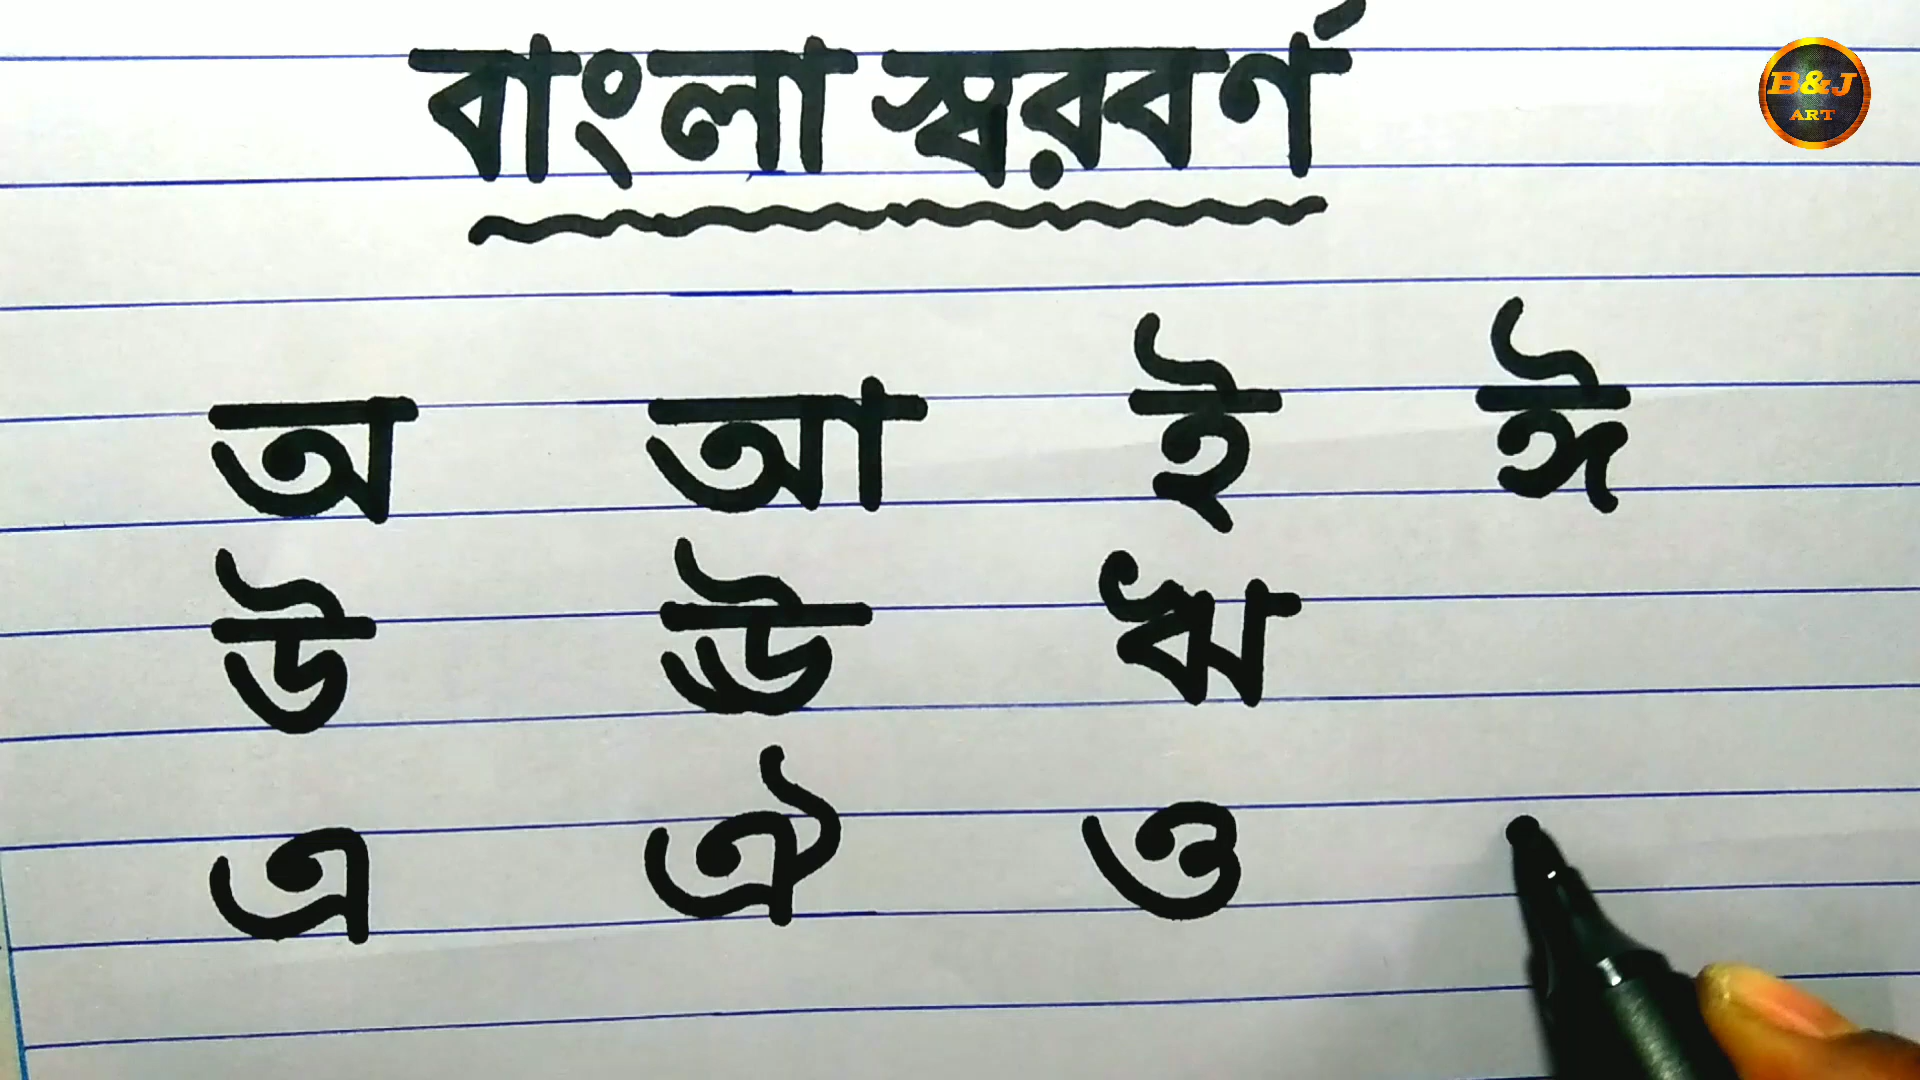 বাংলা স্বরবর্ণ
B&J
ART
অ আ ই ঈ
উ ঊ ঋ
এ ঐ ও